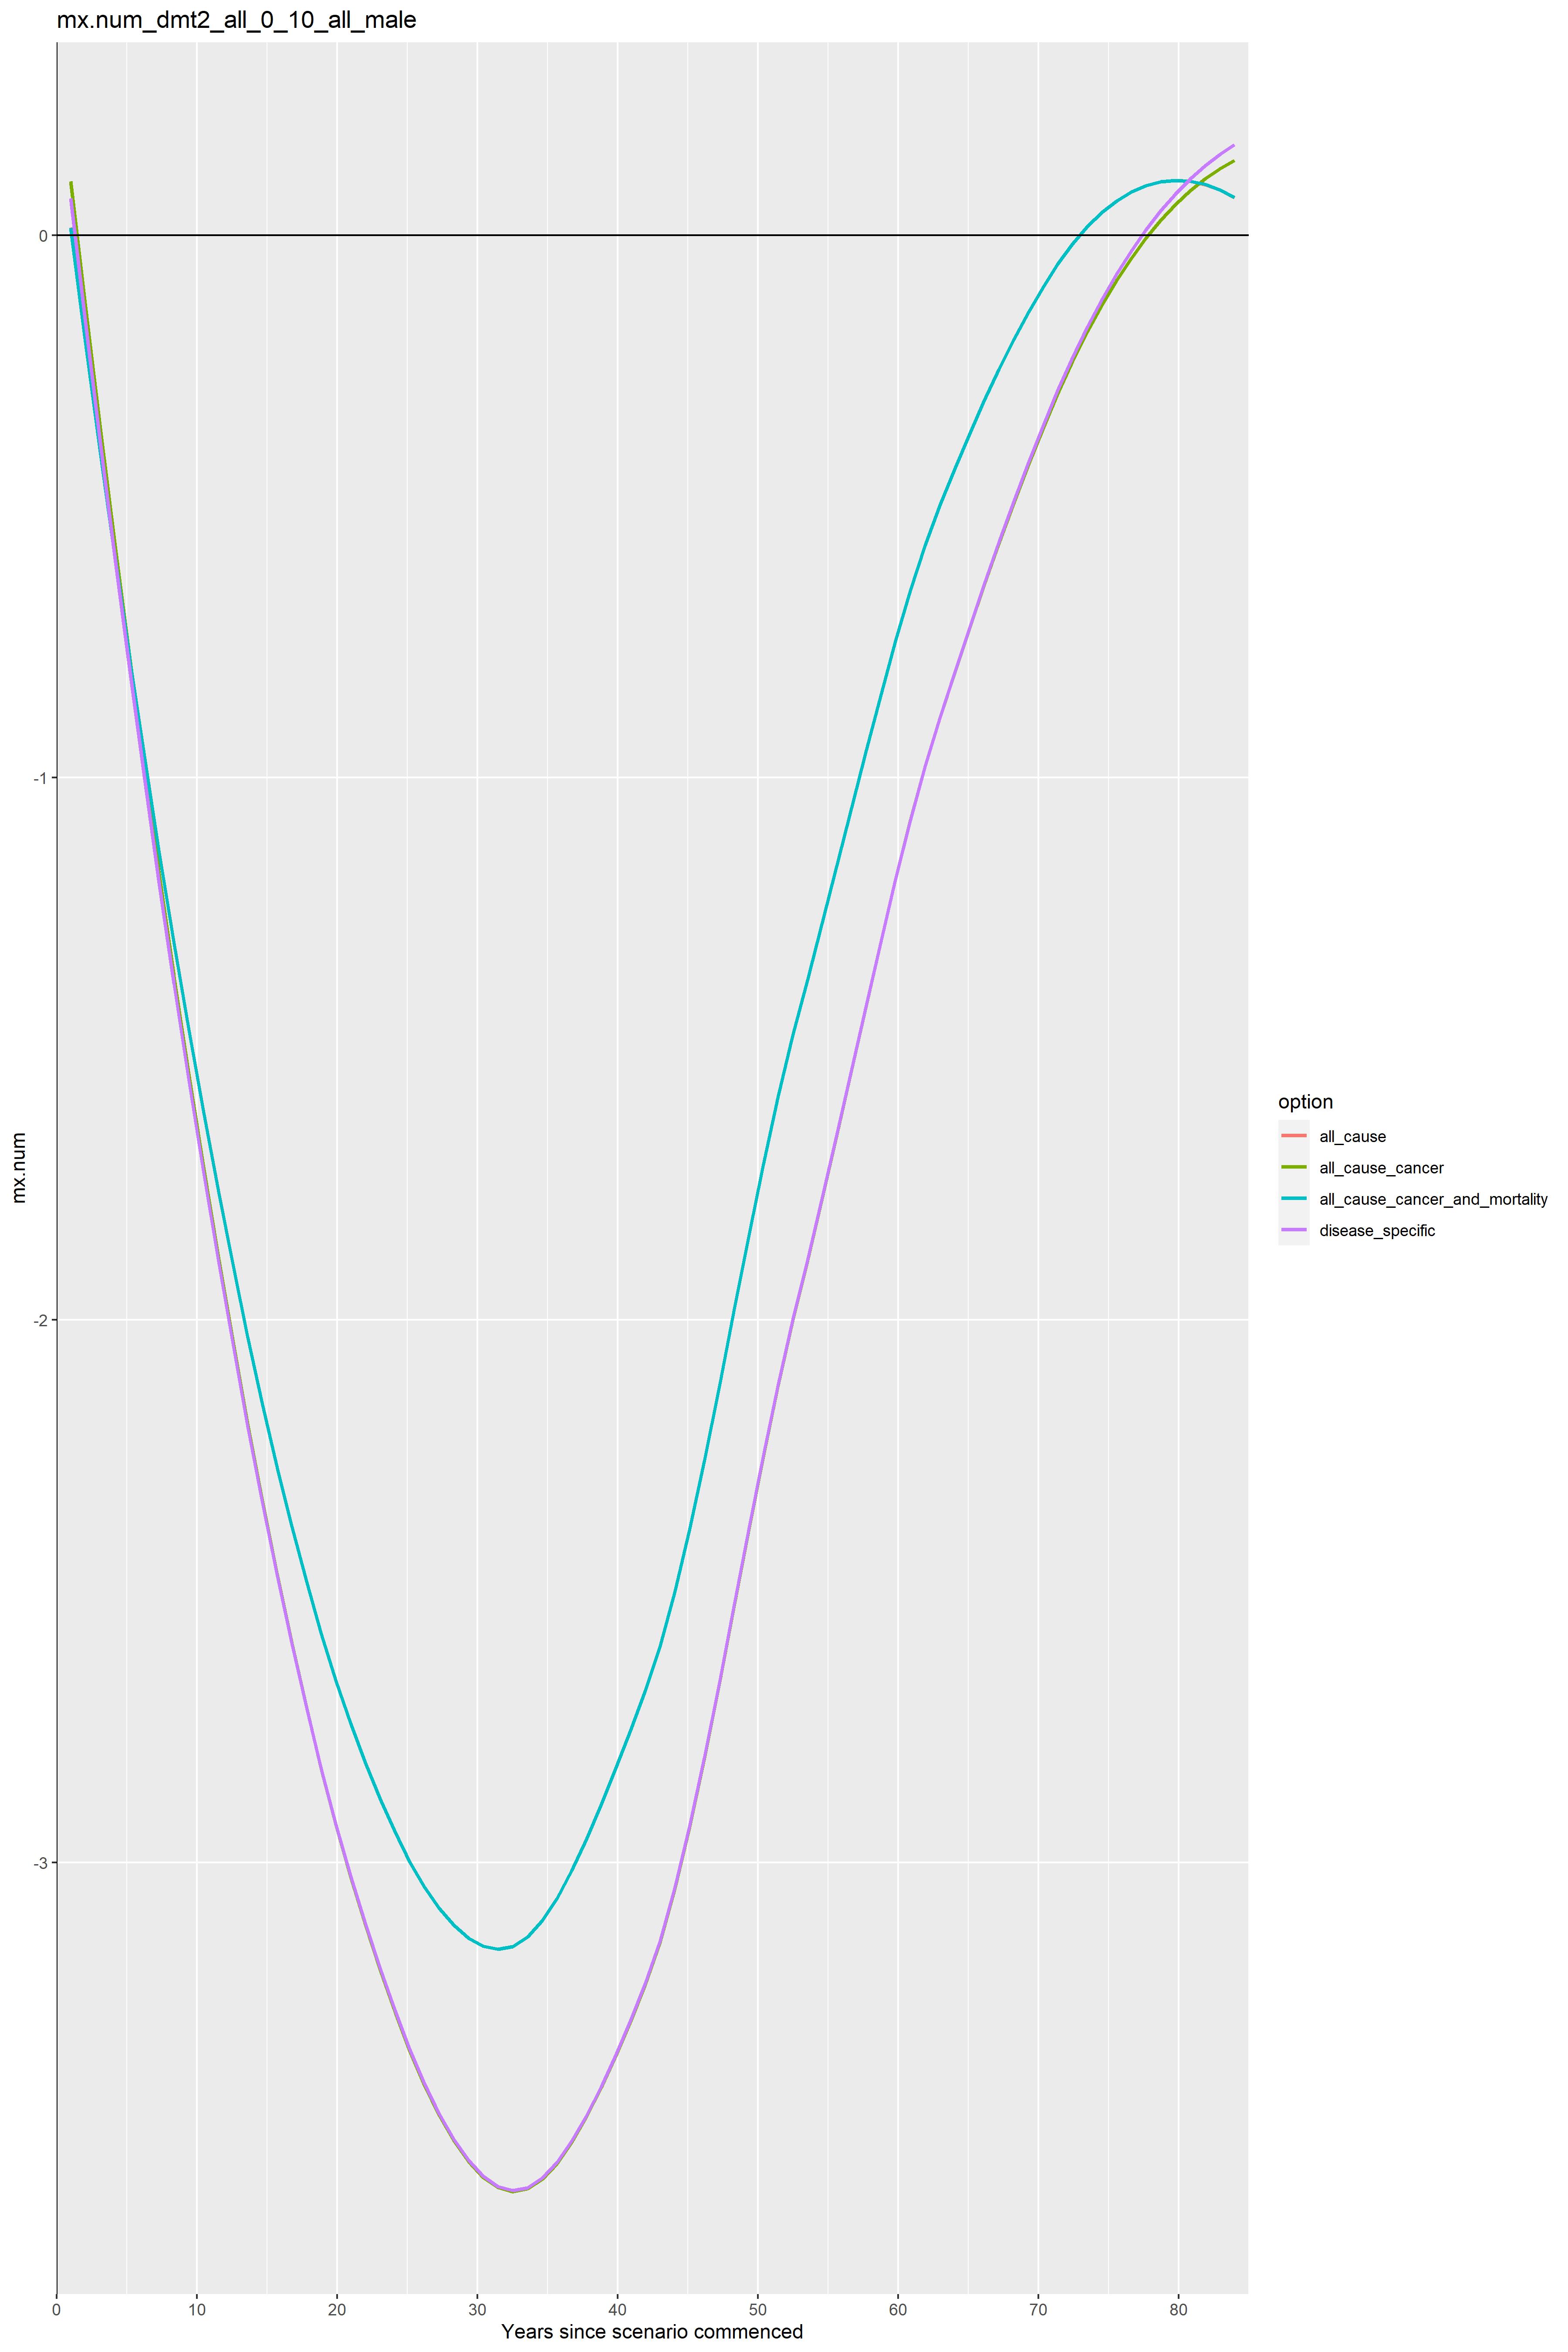 mx.num_dmt2_all_0_10_all_male
0
-1
-2
-3
mx.num
0 10 20 30 40 50 60 70 80
Years since scenario commenced
option
all_cause
all_cause_cancer
all_cause_cancer_and_mortality
disease_specific